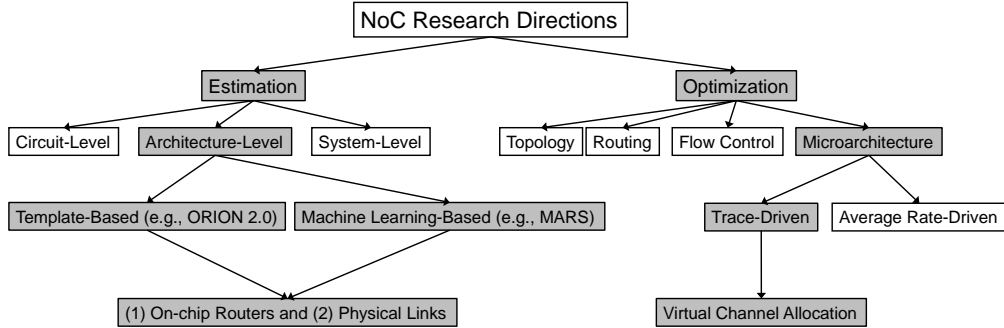 NoC Research Directions
Estimation
Optimization
Circuit-Level
Architecture-Level
System-Level
Topology
Routing
Flow Control
Microarchitecture
Template-Based (e.g., ORION 2.0)
Machine Learning-Based (e.g., MARS)
Trace-Driven
Average Rate-Driven
(1) On-chip Routers and (2) Physical Links
Virtual Channel Allocation